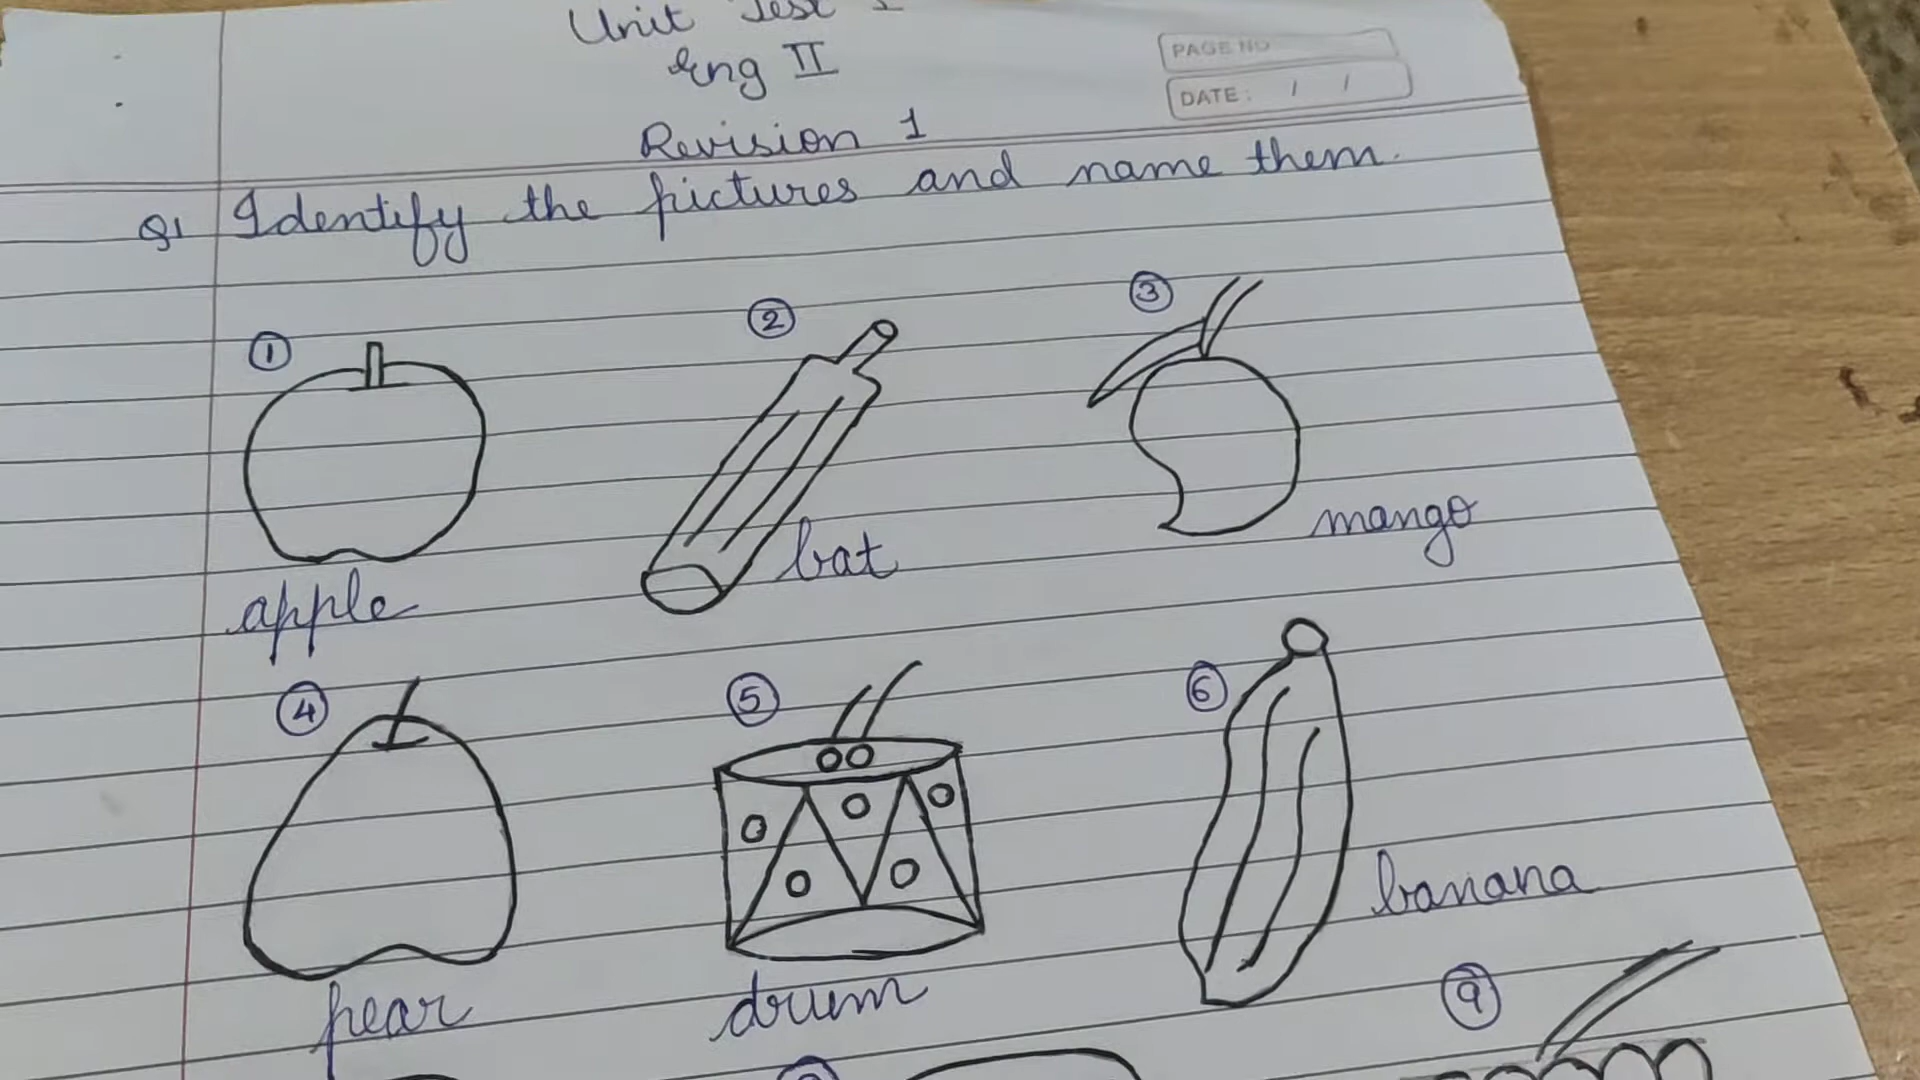 Unit Test 1
Eng II
PAGE NO
DATE: / /
Revision 1
Q1 Identify the pictures and name them.
1 2 3
apple bat mango
4 5 6
pear drum banana
9